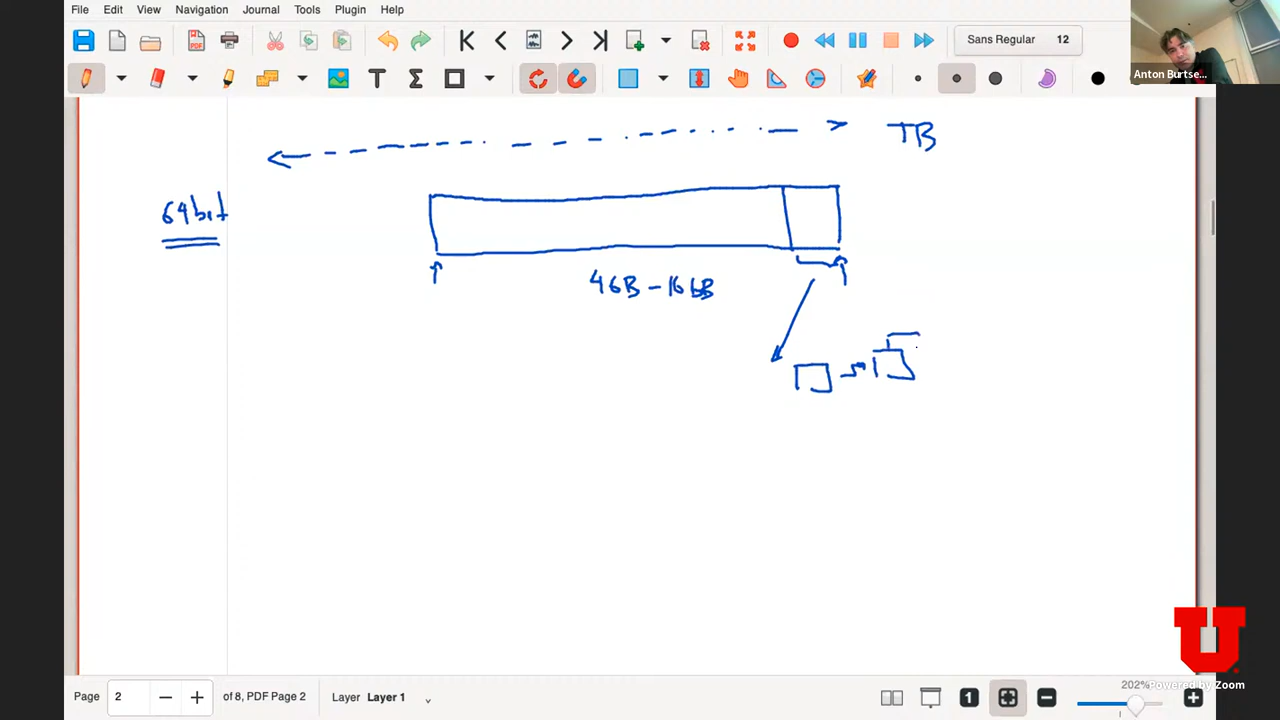 File Edit View Navigation Journal Tools Plugin Help
Sans Regular 12
Anton Burtse...
TB
64bit
4GB - 16GB
U
Page 2 of 8, PDF Page 2 Layer Layer 1
1
202%
Powered by Zoom